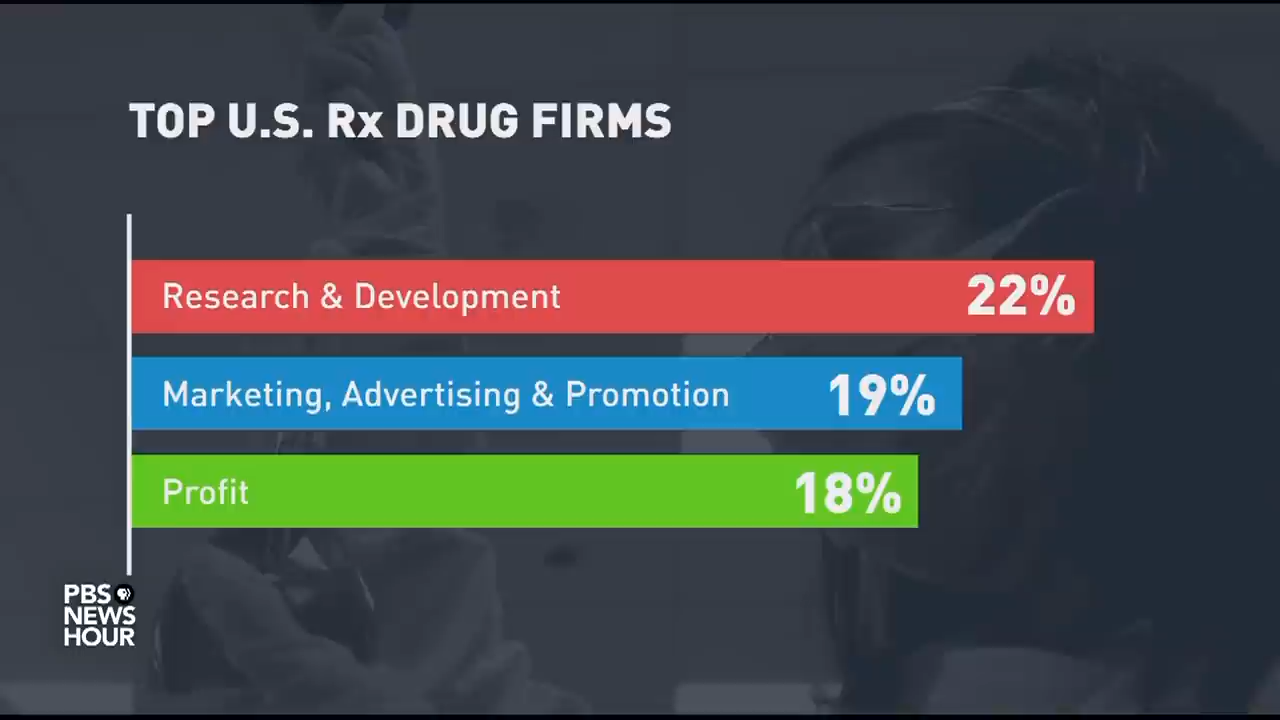 TOP U.S. Rx DRUG FIRMS
Research & Development 22%
Marketing, Advertising & Promotion 19%
Profit 18%
PBS
NEWS
HOUR